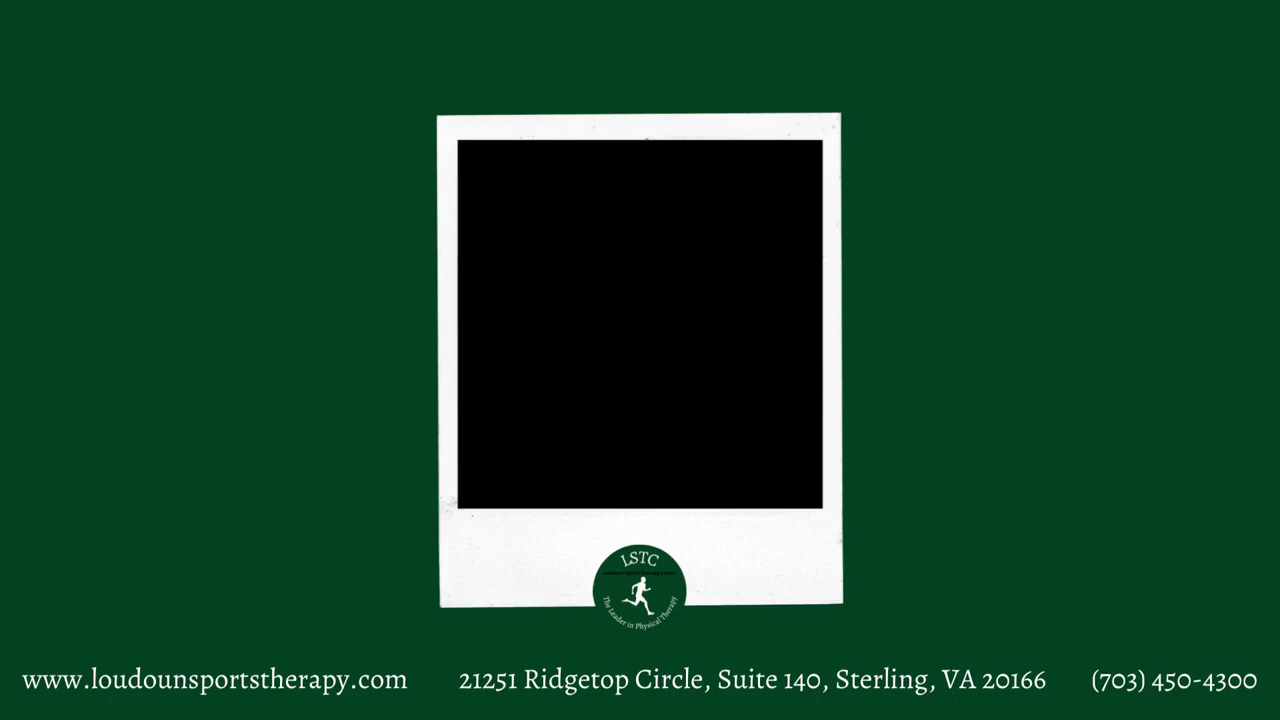 LSTC
The Leader in Physical Therapy
www.loudounsportstherapy.com 21251 Ridgetop Circle, Suite 140, Sterling, VA 20166 (703) 450-4300